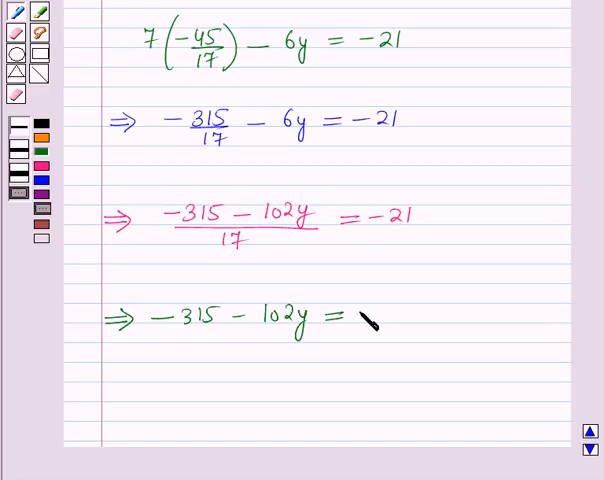 7(-45/17) - 6y = -21
⇒ -315/17 - 6y = -21
⇒ (-315 - 102y)/17 = -21
⇒ -315 - 102y =